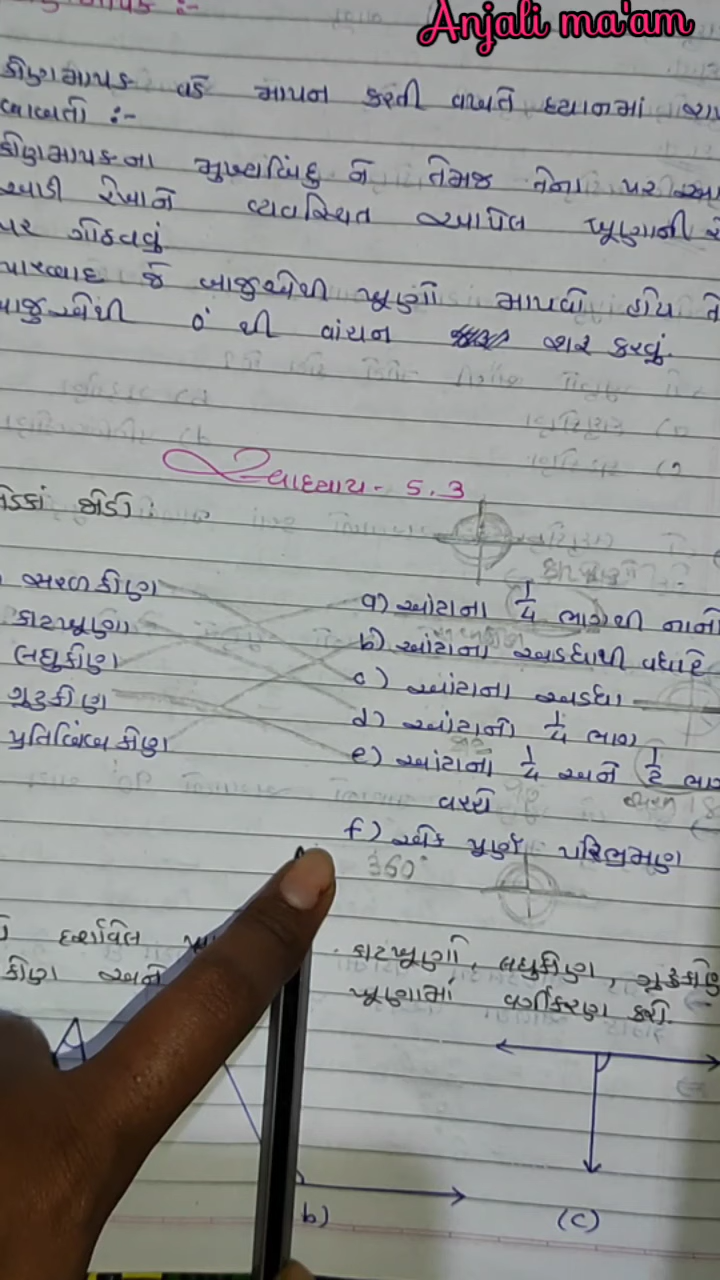 Anjali ma'am
કોણમાપક વડે માપન કરતી વખતે ધ્યાનમાં
બાબતો :-
કોણમાપકના મુખ્યબિંદુ ને તેમજ તેના પર
આડી રેખાને વ્યવસ્થિત આપેલ ખૂણાની
પર ગોઠવવું
ત્યારબાદ જે બાજુએથી ખૂણો માપવો હોય તે
બાજુએથી 0° થી વાંચન શરૂ કરવું.
સ્વાધ્યાય - 5.3
જોડકાં જોડો :
સરળકોણ
કાટખૂણા
લઘુકોણ
ગુરુકોણ
પ્રતિબિંબ કોણ
a) આંટાના 1/4 ભાગથી નાનો
b) આંટાના અડધાથી વધારે
c) આંટાના અડધા
d) આંટાનો 1/4 ભાગ
e) આંટાના 1/4 અને 1/2 ભાગ
વચ્ચે
f) એક પૂર્ણ પરિભ્રમણ
360°
દર્શાવેલ કાટખૂણો, લઘુકોણ, ગુરુકોણ
કોણ અને ખૂણામાં વર્ગીકરણ કરો.
b) (c)